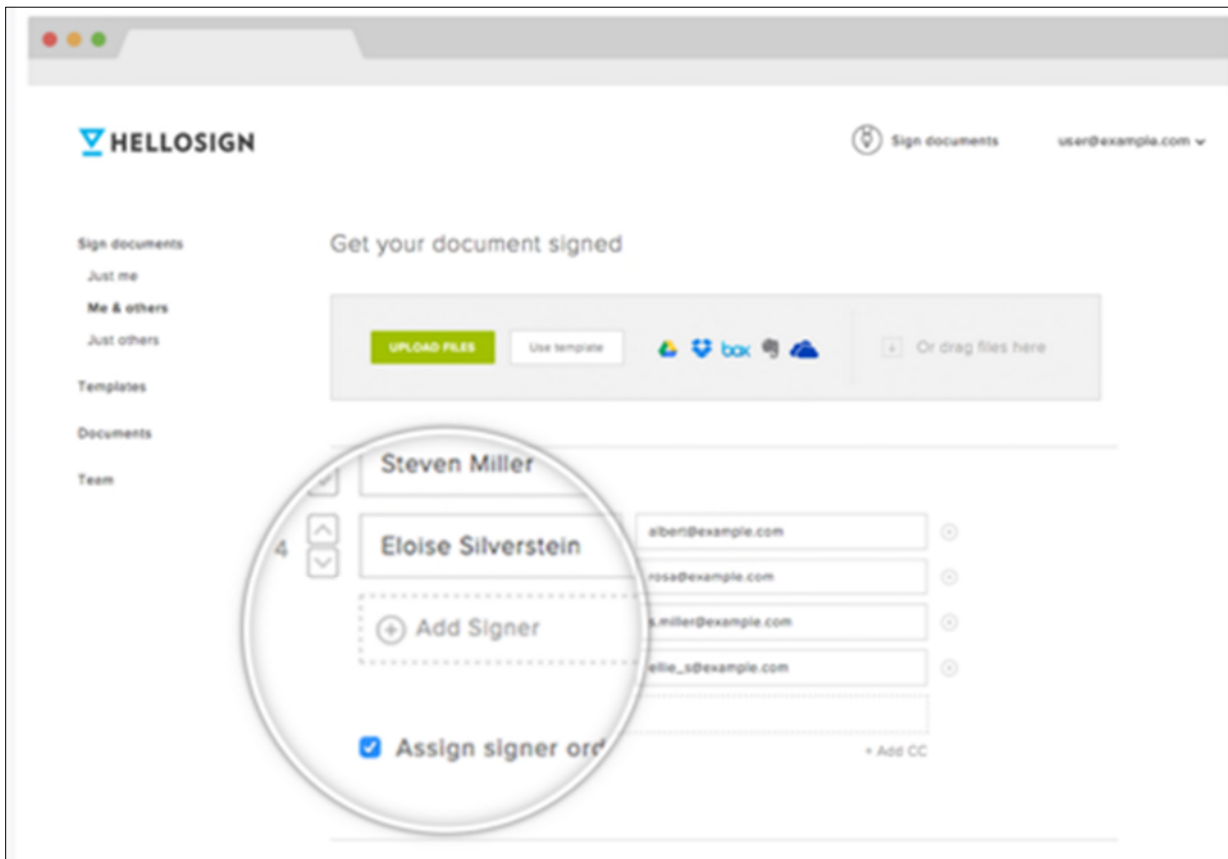 HELLOSIGN
Sign documents
user@example.com
Sign documents
Just me
Me & others
Just others
Templates
Documents
Team
Get your document signed
UPLOAD FILES
Use template
box
Or drag files here
Steven Miller
4
Eloise Silverstein
Add Signer
Assign signer ord
albert@example.com
rosa@example.com
s.miller@example.com
ellie_s@example.com
+ Add CC